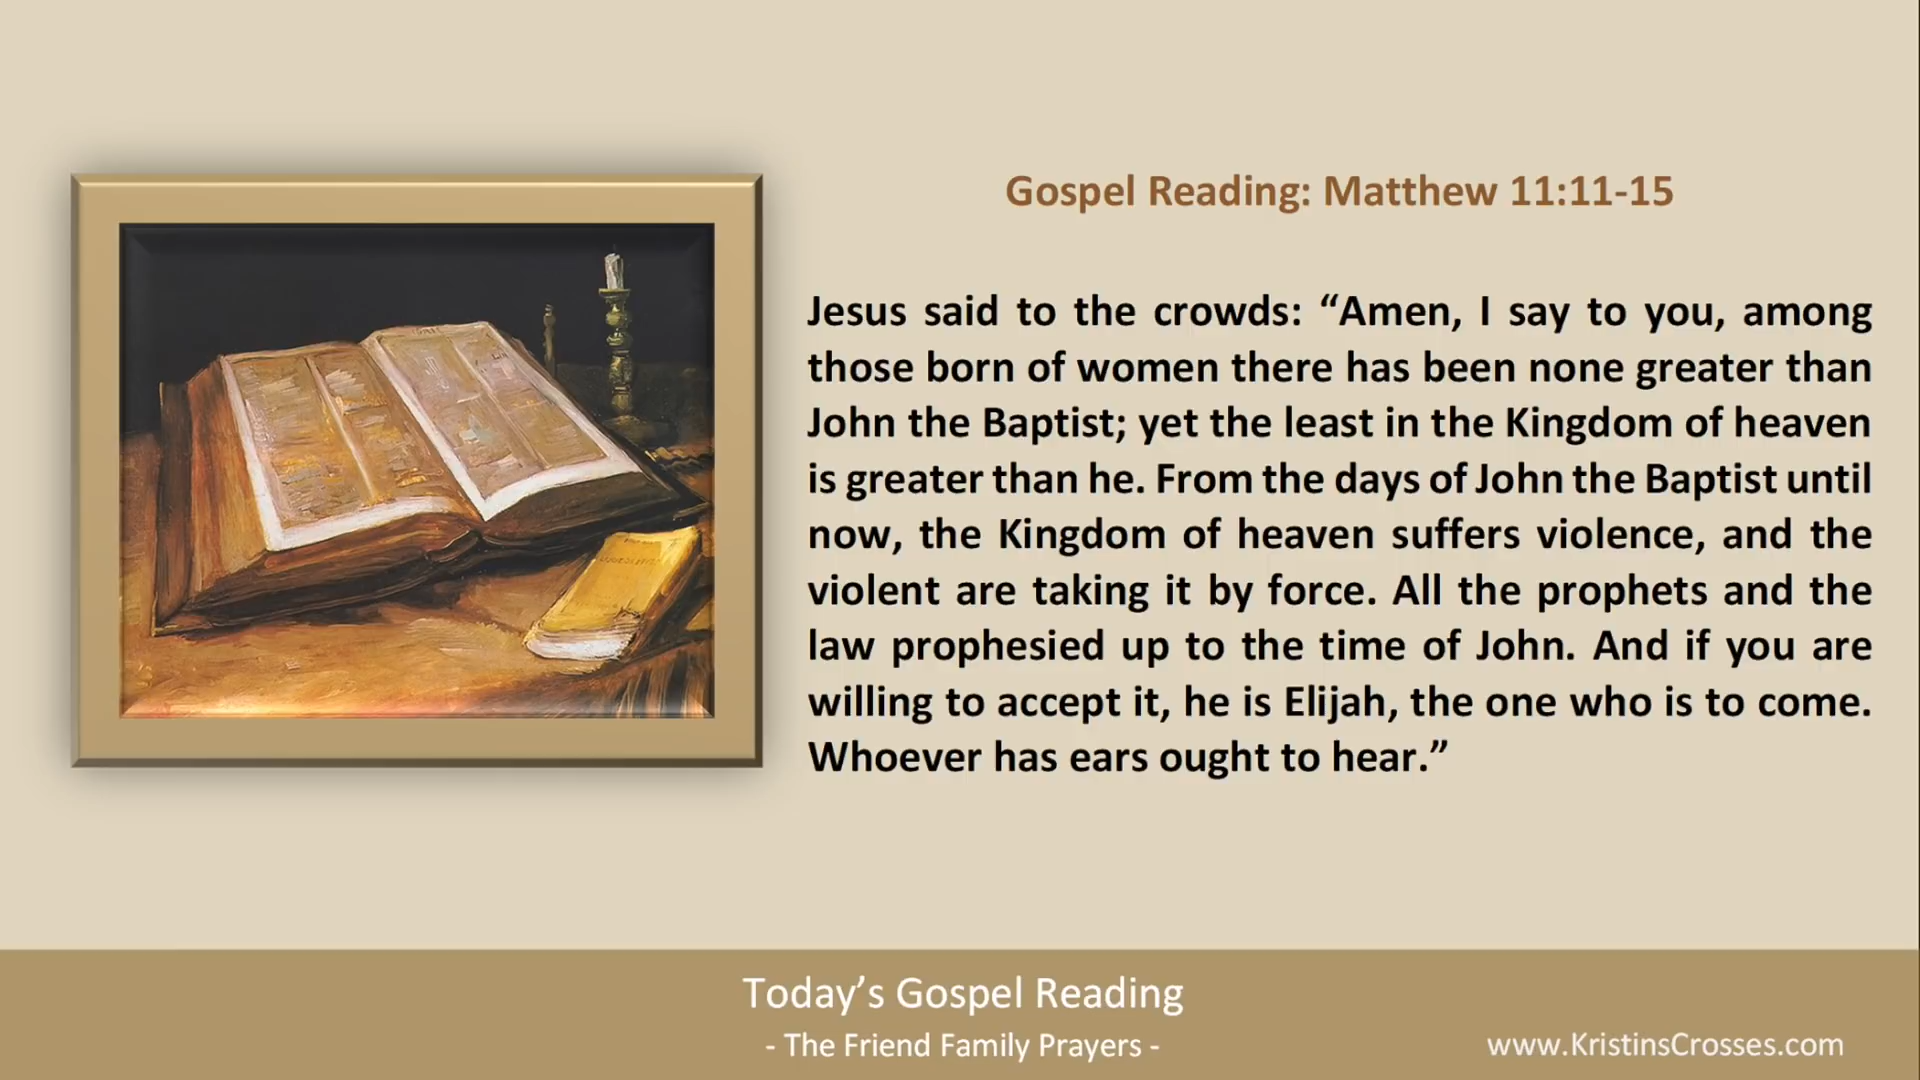 Gospel Reading: Matthew 11:11-15
Jesus said to the crowds: “Amen, I say to you, among
those born of women there has been none greater than
John the Baptist; yet the least in the Kingdom of heaven
is greater than he. From the days of John the Baptist until
now, the Kingdom of heaven suffers violence, and the
violent are taking it by force. All the prophets and the
law prophesied up to the time of John. And if you are
willing to accept it, he is Elijah, the one who is to come.
Whoever has ears ought to hear.”
Today’s Gospel Reading
- The Friend Family Prayers -
www.KristinsCrosses.com